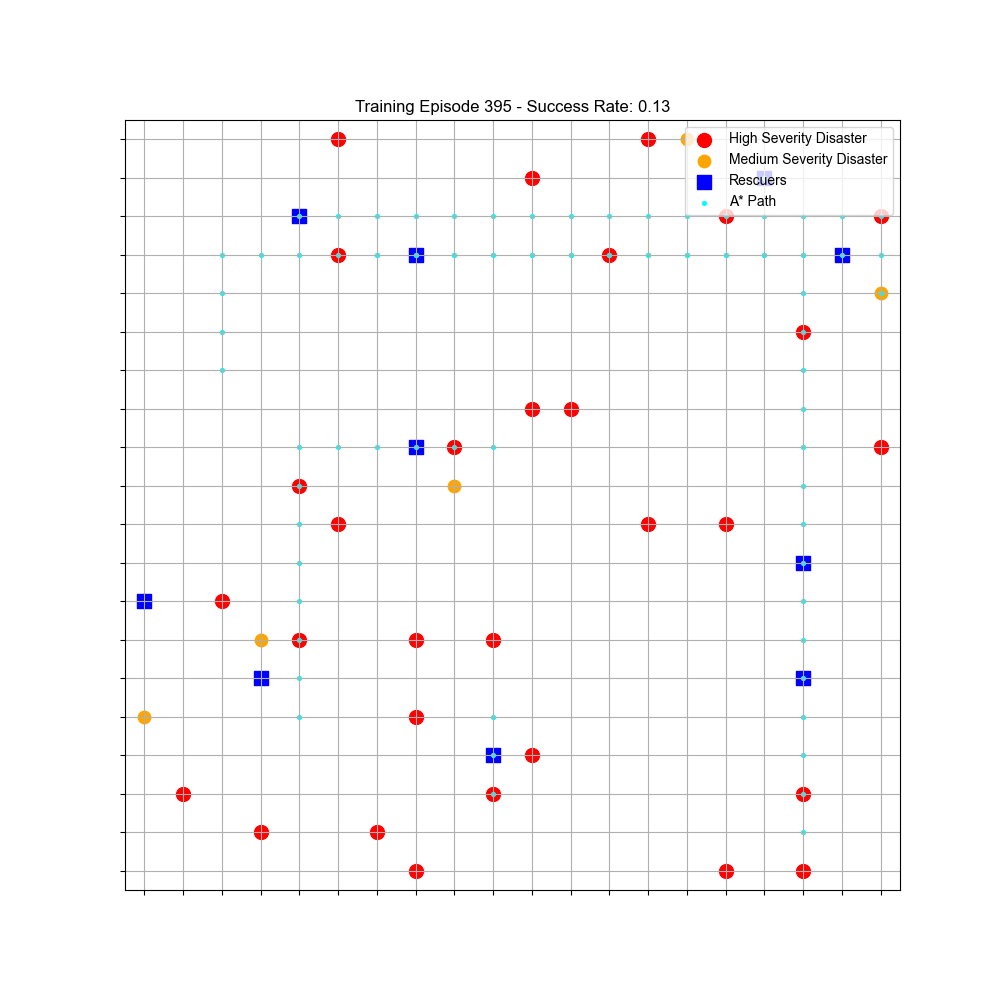 Training Episode 395 - Success Rate: 0.13
High Severity Disaster
Medium Severity Disaster
Rescuers
A* Path